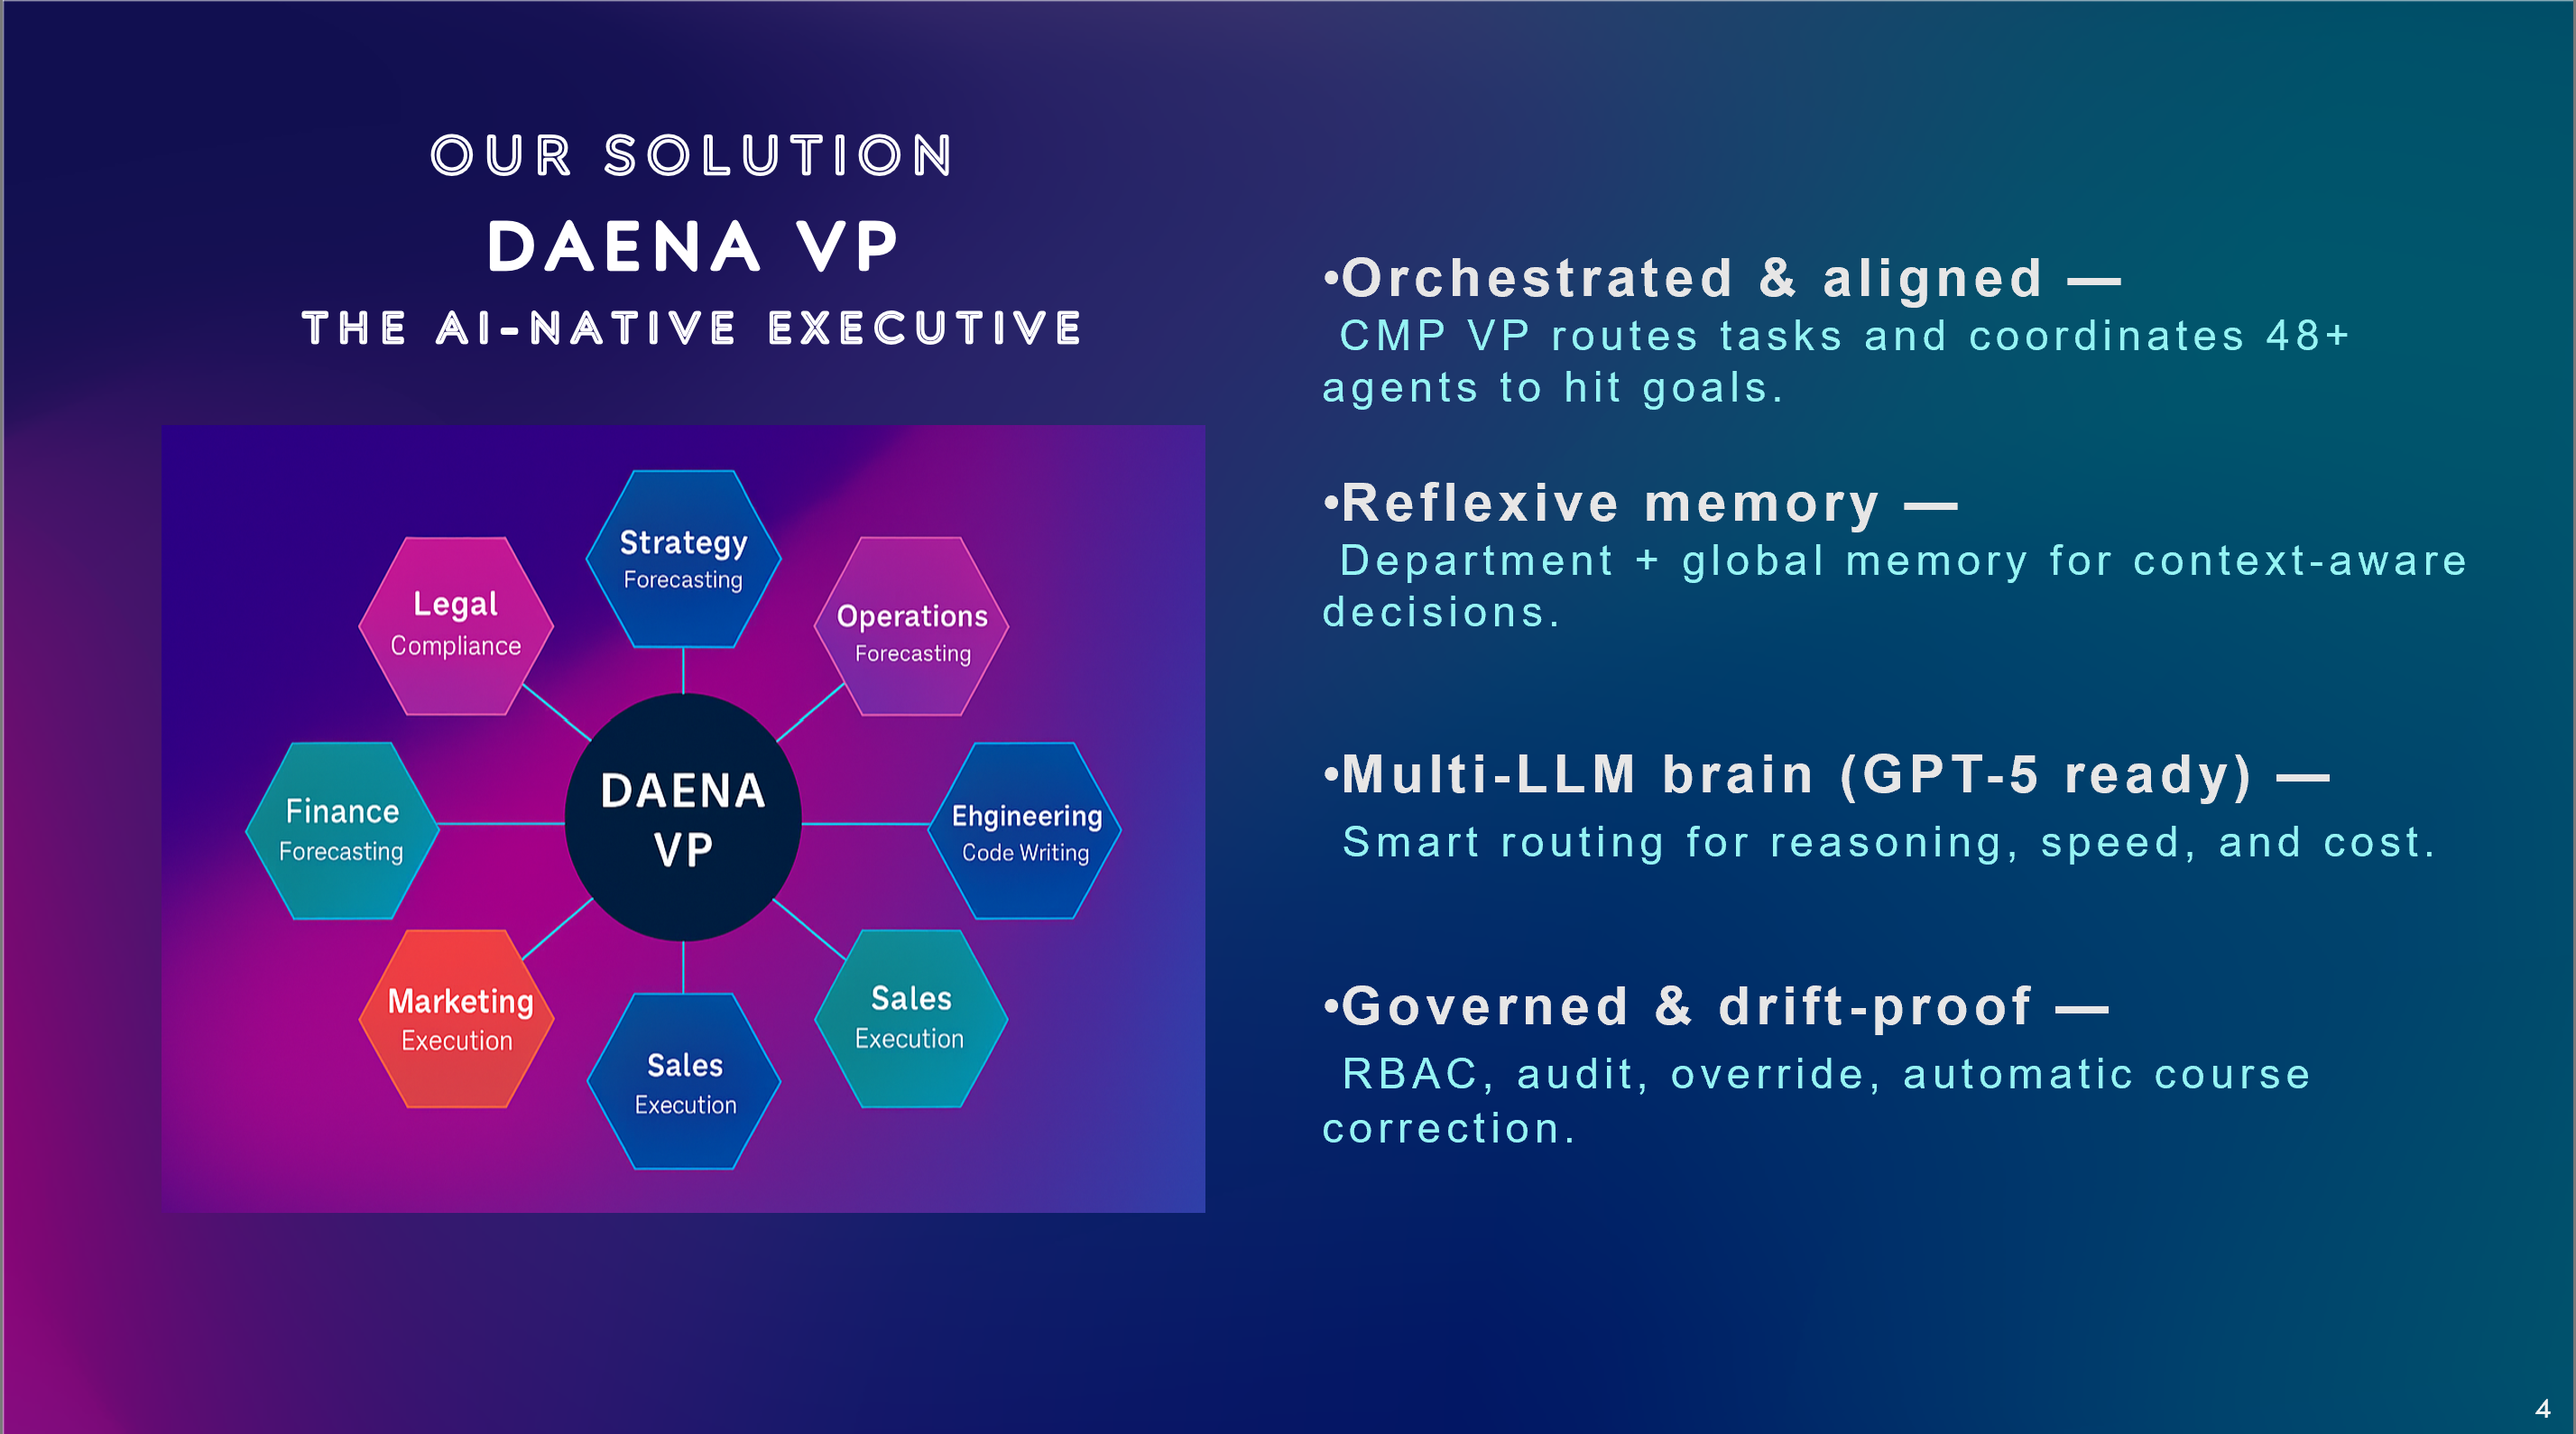 OUR SOLUTION
DAENA VP
THE AI-NATIVE EXECUTIVE
Strategy
Forecasting
Legal
Compliance
Operations
Forecasting
Finance
Forecasting
DAENA
VP
Ehgineering
Code Writing
Marketing
Execution
Sales
Execution
Sales
Execution
•Orchestrated & aligned —
CMP VP routes tasks and coordinates 48+
agents to hit goals.
•Reflexive memory —
Department + global memory for context-aware
decisions.
•Multi-LLM brain (GPT-5 ready) —
Smart routing for reasoning, speed, and cost.
•Governed & drift-proof —
RBAC, audit, override, automatic course
correction.
4